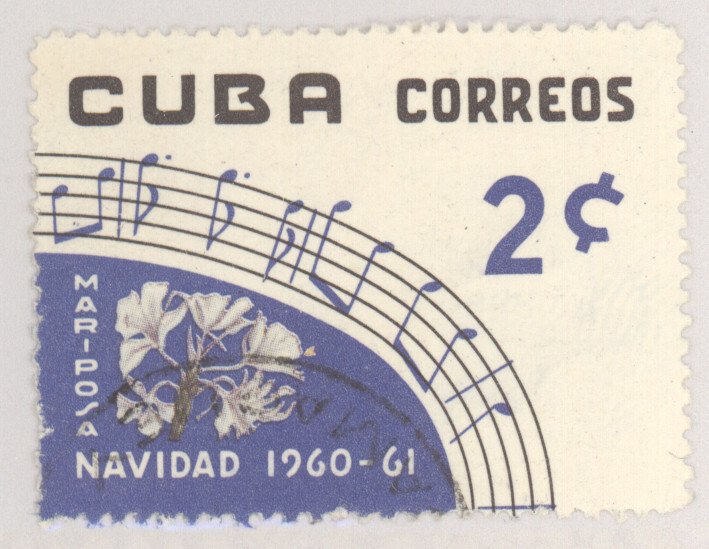 CUBA CORREOS
2¢
MARIPOSA
NAVIDAD 1960-61